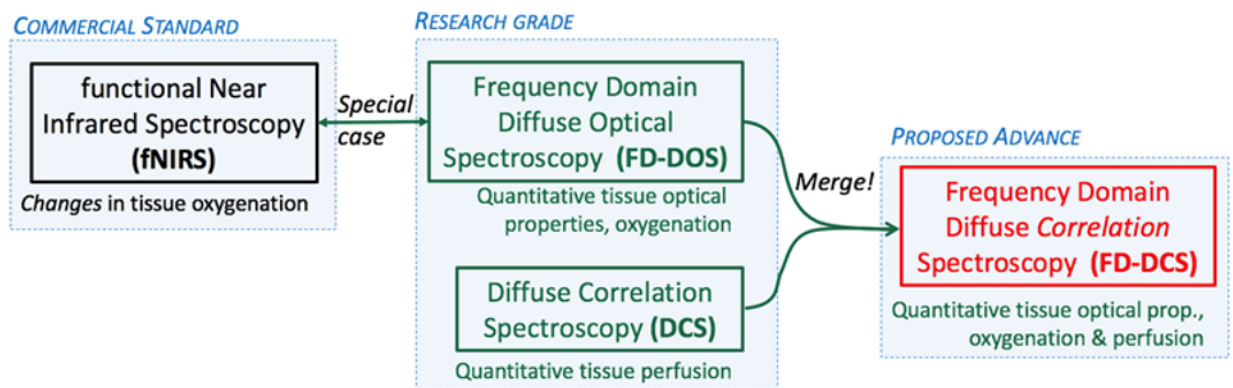 COMMERCIAL STANDARD
functional Near
Infrared Spectroscopy
(fNIRS)
Changes in tissue oxygenation
Special
case
RESEARCH GRADE
Frequency Domain
Diffuse Optical
Spectroscopy (FD-DOS)
Quantitative tissue optical
properties, oxygenation
Diffuse Correlation
Spectroscopy (DCS)
Quantitative tissue perfusion
Merge!
PROPOSED ADVANCE
Frequency Domain
Diffuse Correlation
Spectroscopy (FD-DCS)
Quantitative tissue optical prop.,
oxygenation & perfusion